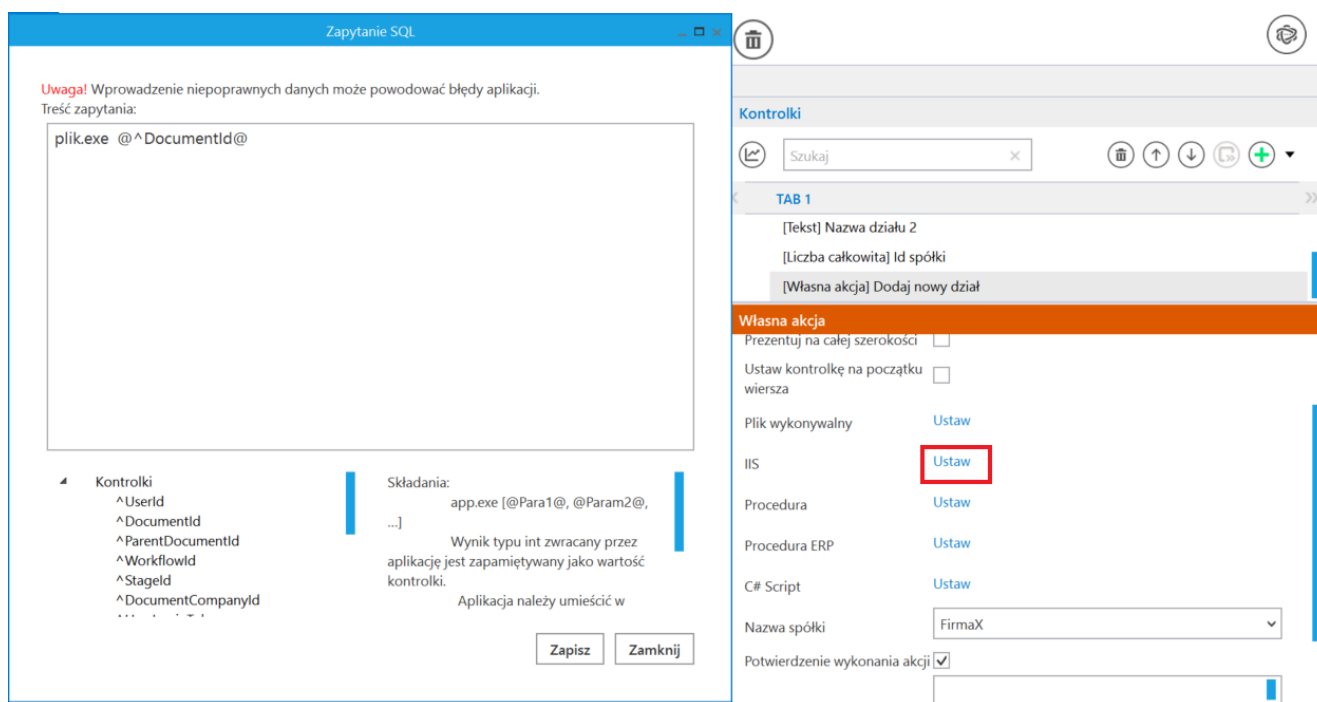 Zapytanie SQL
Uwaga! Wprowadzenie niepoprawnych danych może powodować błędy aplikacji.
Treść zapytania:
plik.exe @^DocumentId@
Kontrolki
^UserId
^DocumentId
^ParentDocumentId
^WorkflowId
^StageId
^DocumentCompanyId
Składania:
app.exe [@Para1@, @Param2@,
...]
Wynik typu int zwracany przez
aplikację jest zapamiętywany jako wartość
kontrolki.
Aplikacja należy umieścić w
Zapisz
Zamknij
Kontrolki
Szukaj
TAB 1
[Tekst] Nazwa działu 2
[Liczba całkowita] Id spółki
[Własna akcja] Dodaj nowy dział
Własna akcja
Prezentuj na całej szerokości
Ustaw kontrolkę na początku
wiersza
Plik wykonywalny Ustaw
IIS Ustaw
Procedura Ustaw
Procedura ERP Ustaw
C# Script Ustaw
Nazwa spółki FirmaX
Potwierdzenie wykonania akcji